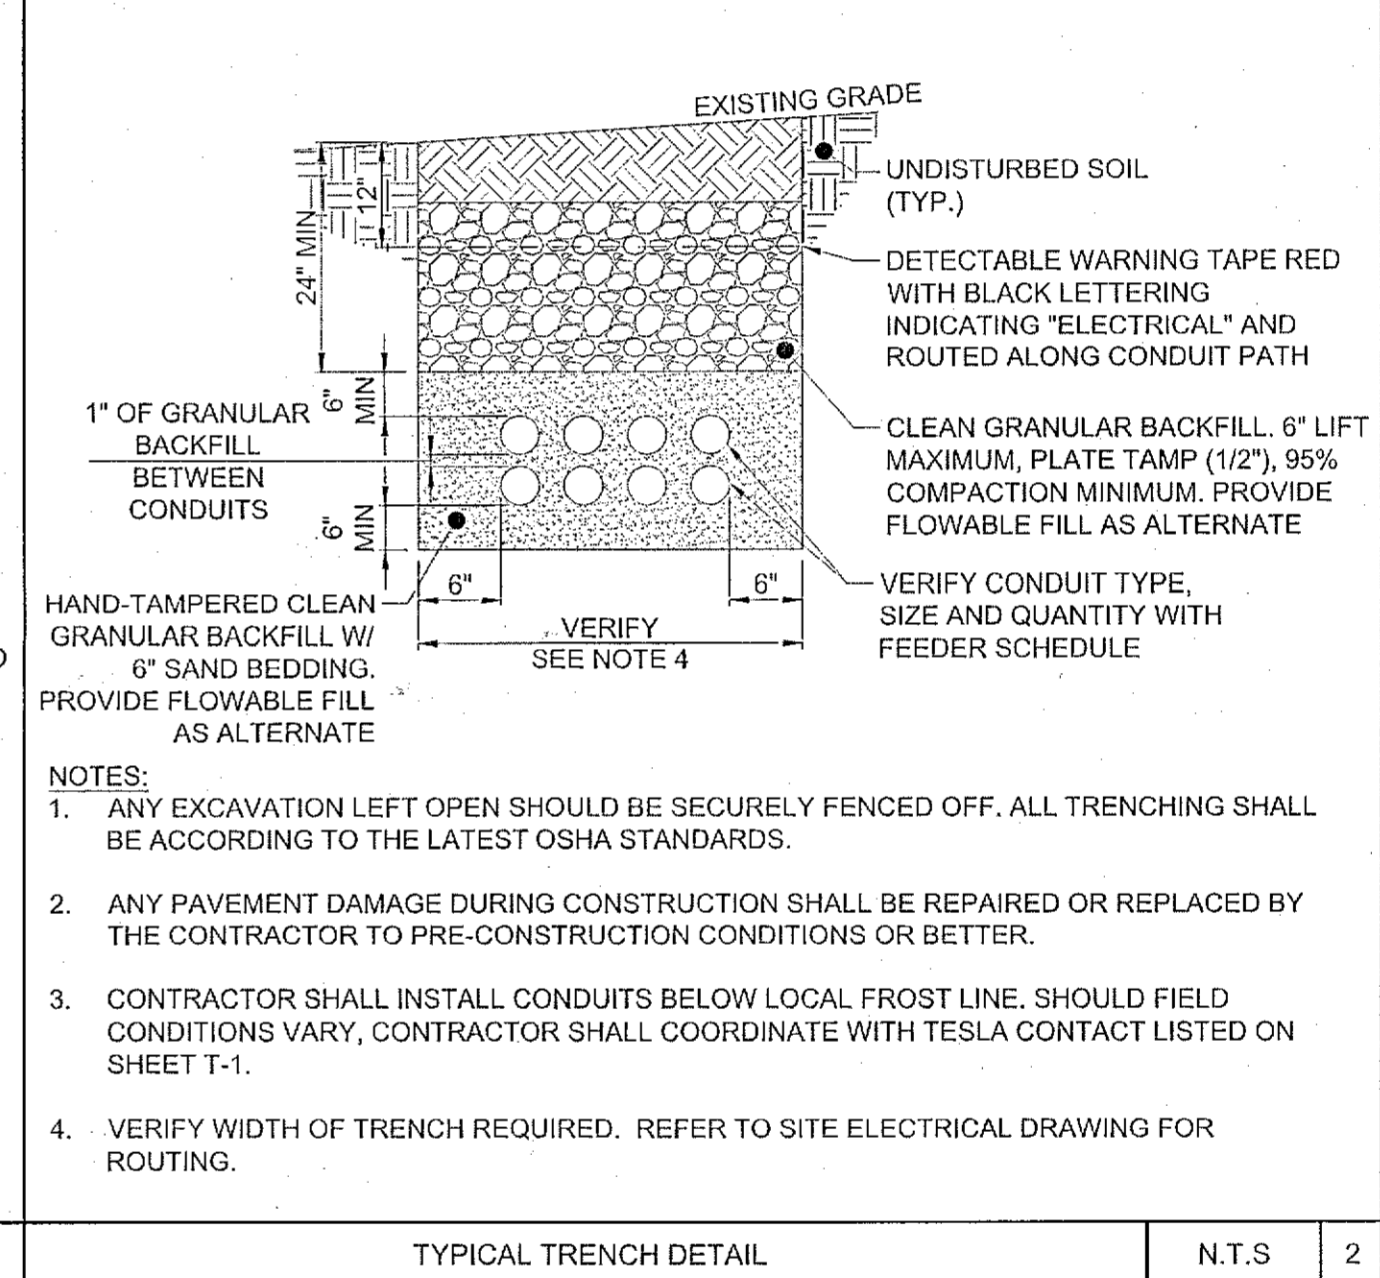 EXISTING GRADE
UNDISTURBED SOIL
(TYP.)
12"
24" MIN
DETECTABLE WARNING TAPE RED
WITH BLACK LETTERING
INDICATING "ELECTRICAL" AND
ROUTED ALONG CONDUIT PATH
6"
MIN
1" OF GRANULAR
BACKFILL
BETWEEN
CONDUITS
CLEAN GRANULAR BACKFILL. 6" LIFT
MAXIMUM, PLATE TAMP (1/2"), 95%
COMPACTION MINIMUM. PROVIDE
FLOWABLE FILL AS ALTERNATE
6"
MIN
6"
6"
VERIFY CONDUIT TYPE,
SIZE AND QUANTITY WITH
FEEDER SCHEDULE
VERIFY
SEE NOTE 4
HAND-TAMPERED CLEAN
GRANULAR BACKFILL W/
6" SAND BEDDING.
PROVIDE FLOWABLE FILL
AS ALTERNATE
NOTES:
1. ANY EXCAVATION LEFT OPEN SHOULD BE SECURELY FENCED OFF. ALL TRENCHING SHALL
BE ACCORDING TO THE LATEST OSHA STANDARDS.
2. ANY PAVEMENT DAMAGE DURING CONSTRUCTION SHALL BE REPAIRED OR REPLACED BY
THE CONTRACTOR TO PRE-CONSTRUCTION CONDITIONS OR BETTER.
3. CONTRACTOR SHALL INSTALL CONDUITS BELOW LOCAL FROST LINE. SHOULD FIELD
CONDITIONS VARY, CONTRACTOR SHALL COORDINATE WITH TESLA CONTACT LISTED ON
SHEET T-1.
4. VERIFY WIDTH OF TRENCH REQUIRED. REFER TO SITE ELECTRICAL DRAWING FOR
ROUTING.
TYPICAL TRENCH DETAIL
N.T.S
2